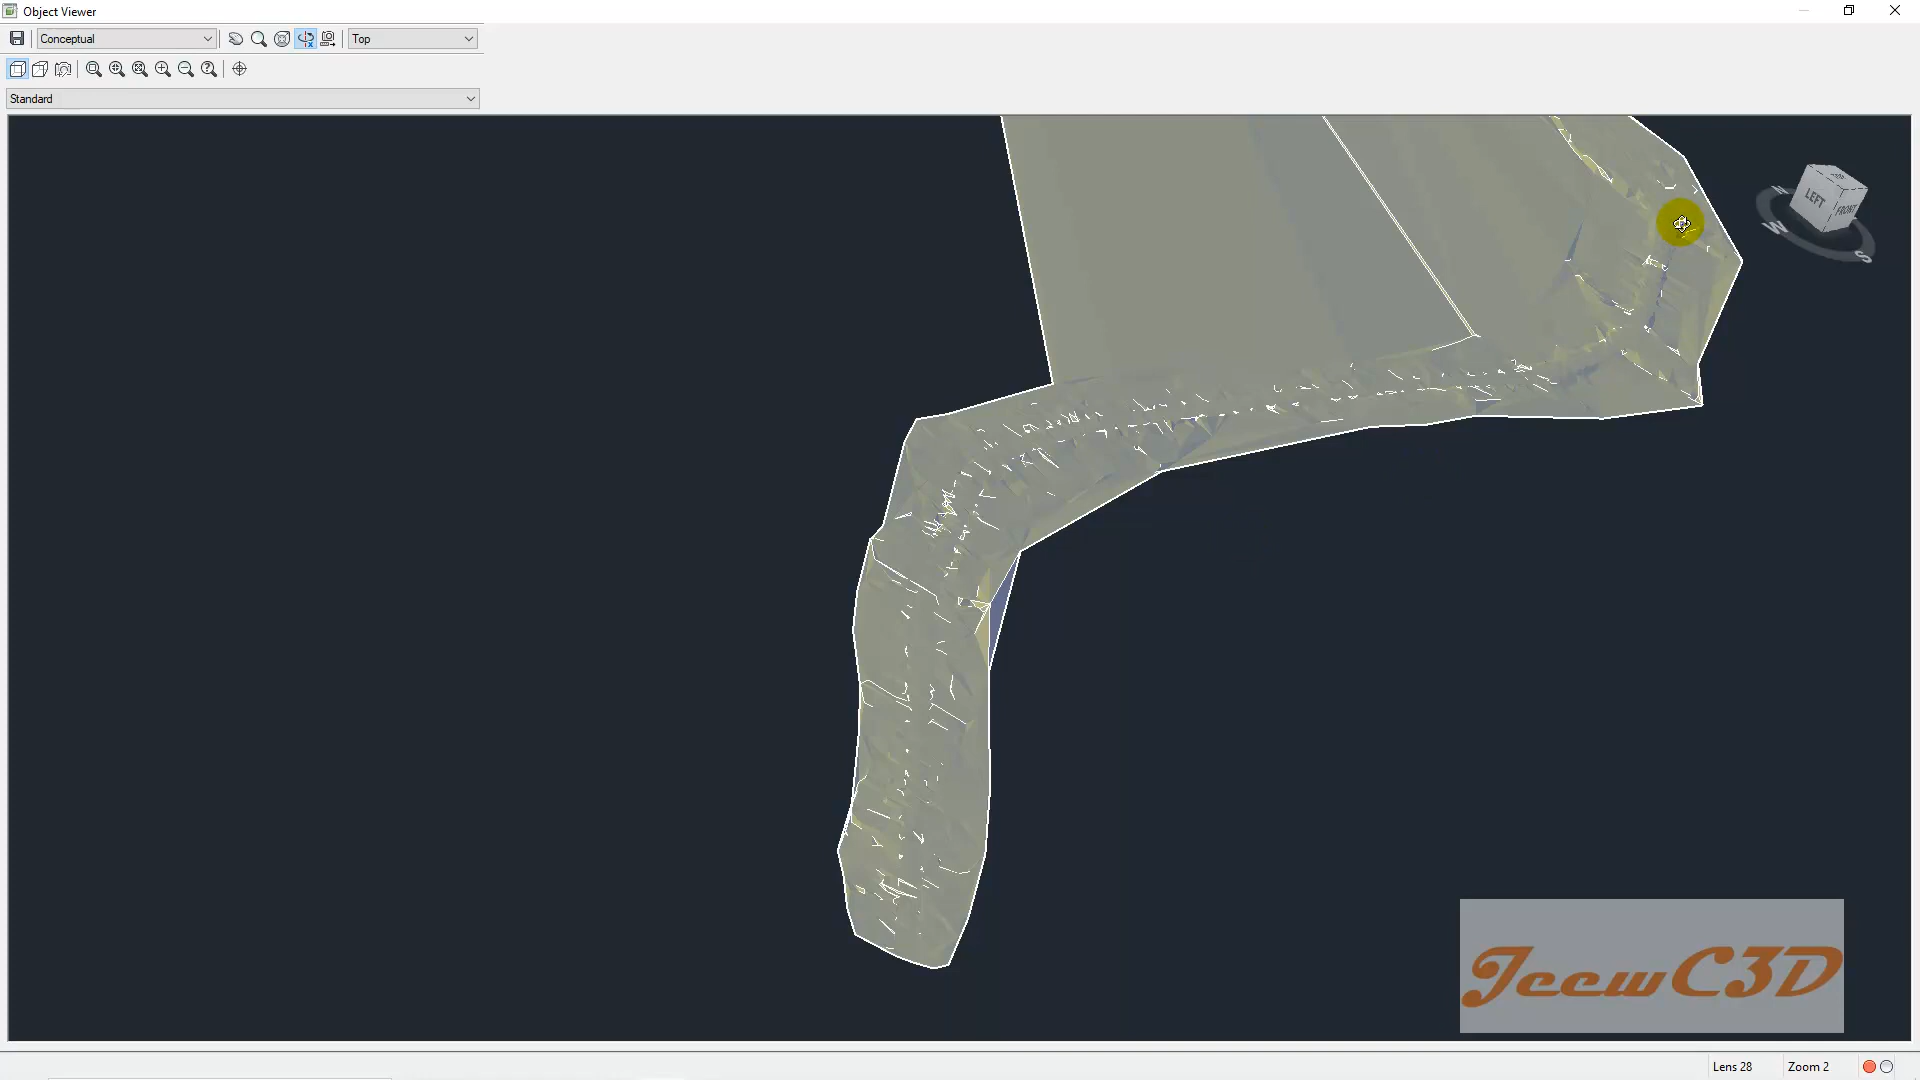 Object Viewer
Conceptual
Top
Standard
LEFT
FRONT
W
S
JeewC3D
Lens 28
Zoom 2